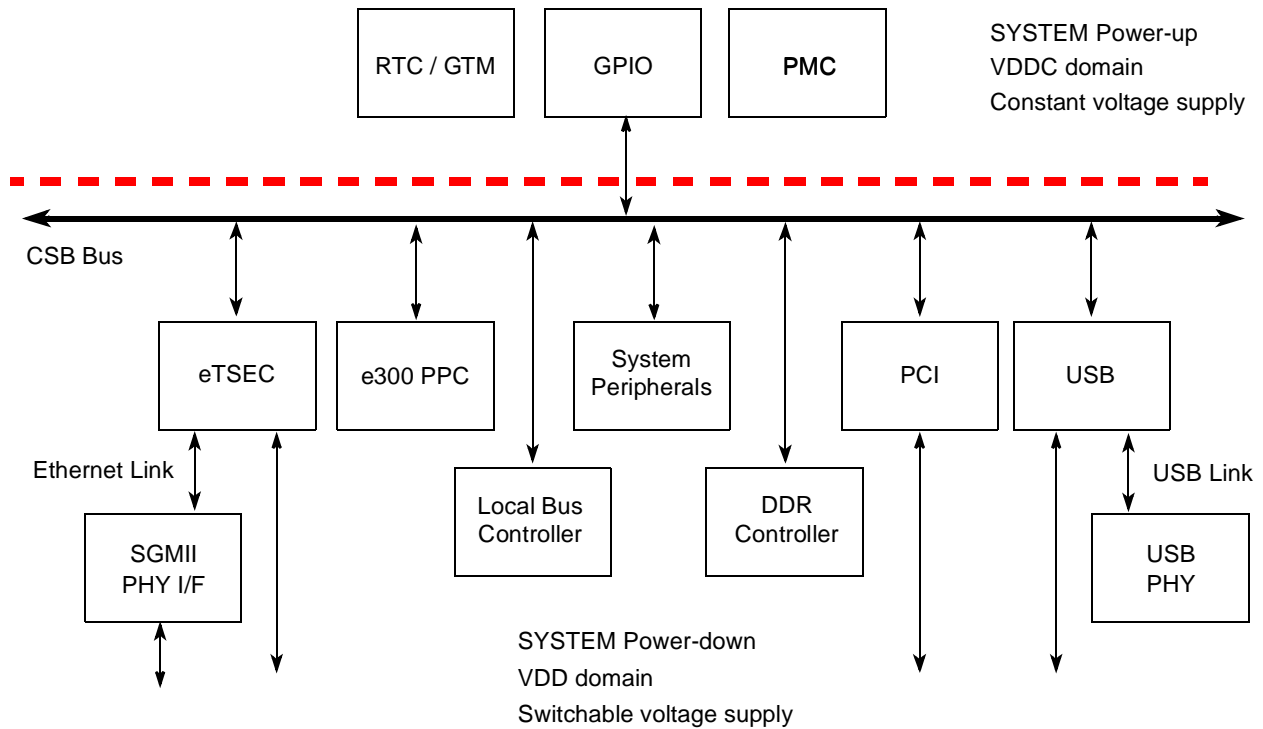 RTC / GTM
GPIO
PMC
SYSTEM Power-up
VDDC domain
Constant voltage supply
CSB Bus
eTSEC
e300 PPC
System
Peripherals
PCI
USB
Ethernet Link
Local Bus
Controller
DDR
Controller
USB Link
SGMII
PHY I/F
USB
PHY
SYSTEM Power-down
VDD domain
Switchable voltage supply